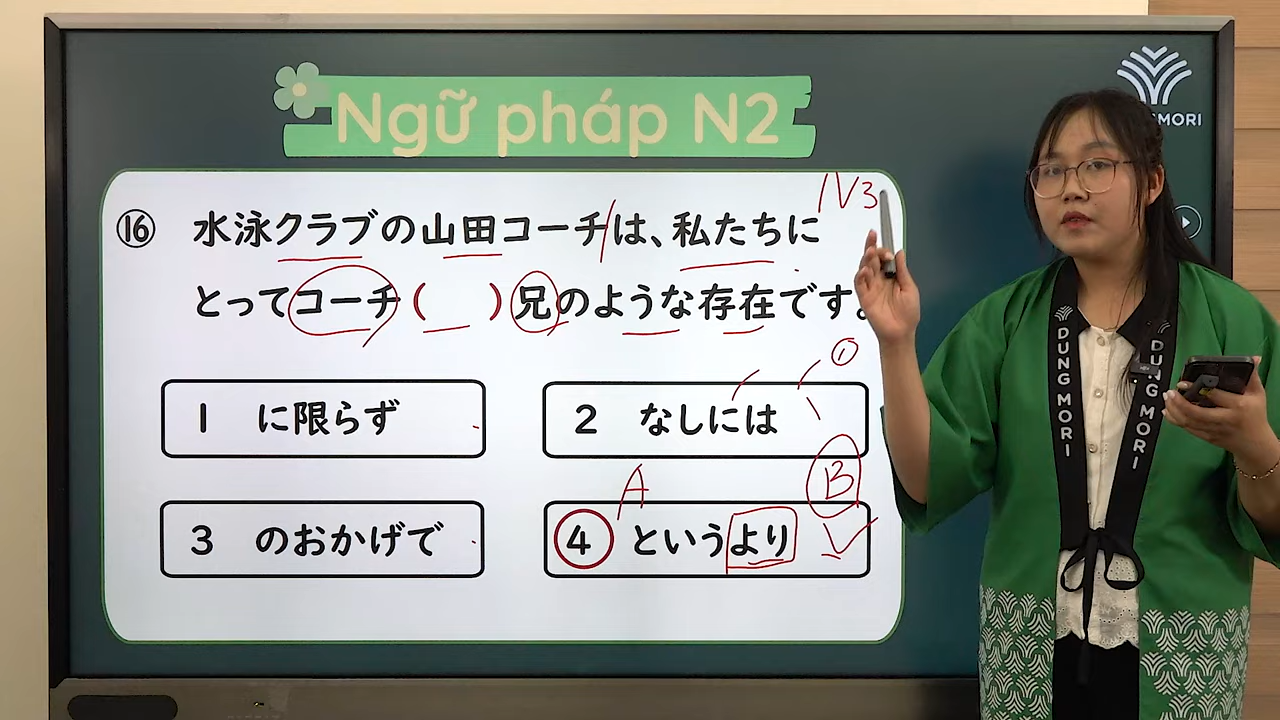 Ngữ pháp N2
⑯ 水泳クラブの山田コーチは、私たちに
とってコーチ( )兄のような存在です。
N3
1 に限らず
2 なしには
①
3 のおかげで
4 というより
A
B
MORI
DUNG MORI
DUNG MORI